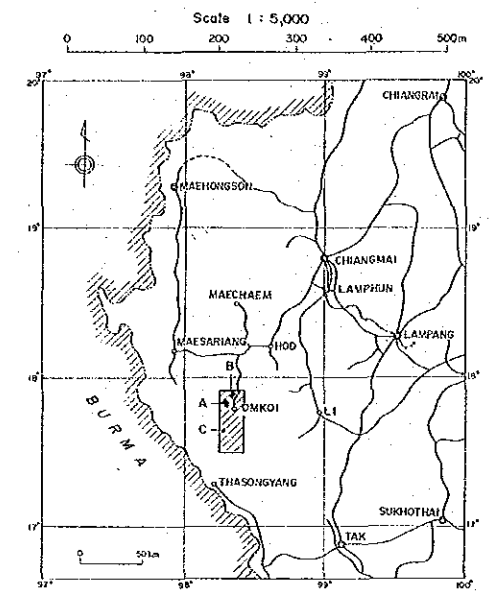 Scale 1 : 5,000
0 100 200 300 400 500m
97° 98° 99° 100°
20° 20°
CHIANGRAI
MAEHONGSON
19° 19°
CHIANGMAI
LAMPHUN
MAECHAEM
LAMPANG
MAESARIANG HOD
18° 18°
B
A OMKOI
C LI
BURMA
THASONGYANG
SUKHOTHAI
17° 17°
TAK
0 50km
97° 98° 99° 100°